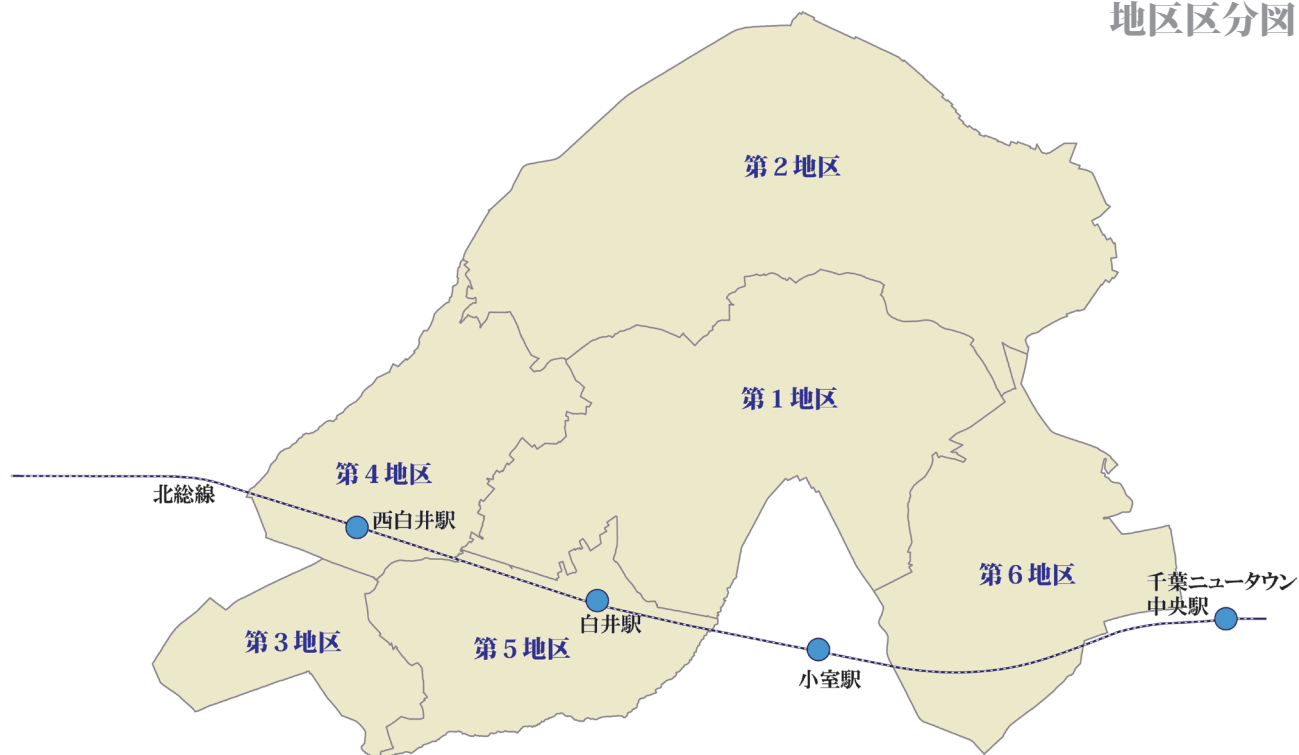 地区区分図
第２地区
第１地区
第４地区
北総線
西白井駅
第６地区
千葉ニュータウン
中央駅
白井駅
第３地区
第５地区
小室駅